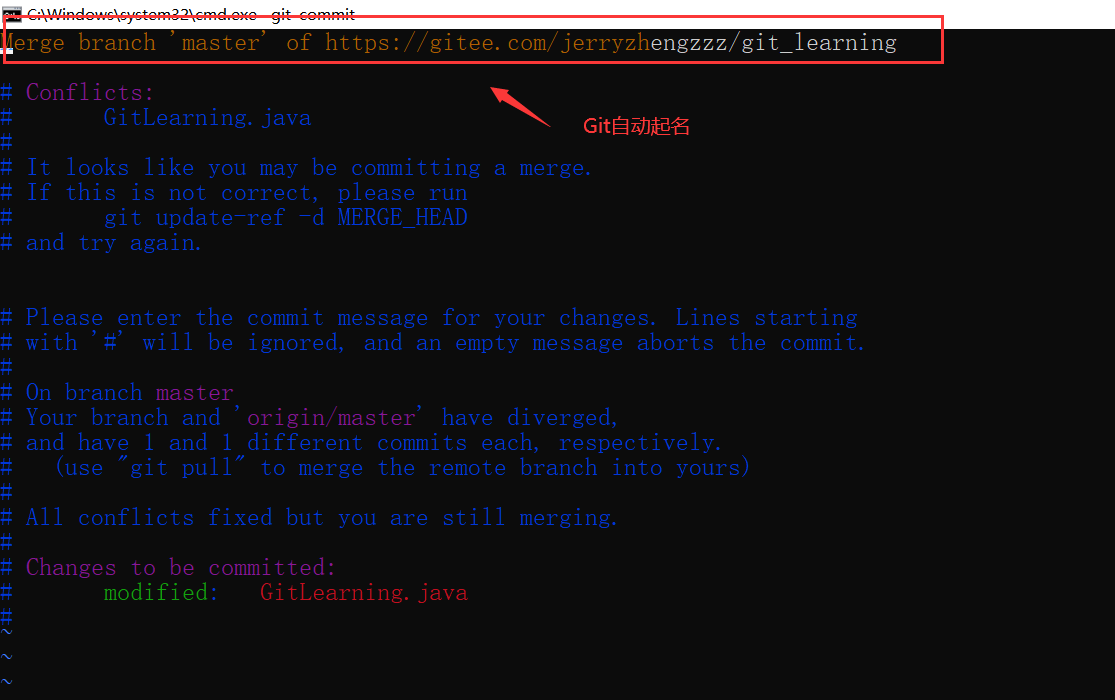 C:\Windows\system32\cmd.exe - git commit
Merge branch 'master' of https://gitee.com/jerryzhengzzz/git_learning
# Conflicts:
Git自动起名
#       GitLearning.java
#
# It looks like you may be committing a merge.
# If this is not correct, please run
#       git update-ref -d MERGE_HEAD
# and try again.
# Please enter the commit message for your changes. Lines starting
# with '#' will be ignored, and an empty message aborts the commit.
#
# On branch master
# Your branch and 'origin/master' have diverged,
# and have 1 and 1 different commits each, respectively.
#   (use "git pull" to merge the remote branch into yours)
#
# All conflicts fixed but you are still merging.
#
# Changes to be committed:
#       modified:   GitLearning.java
#
~
~
~